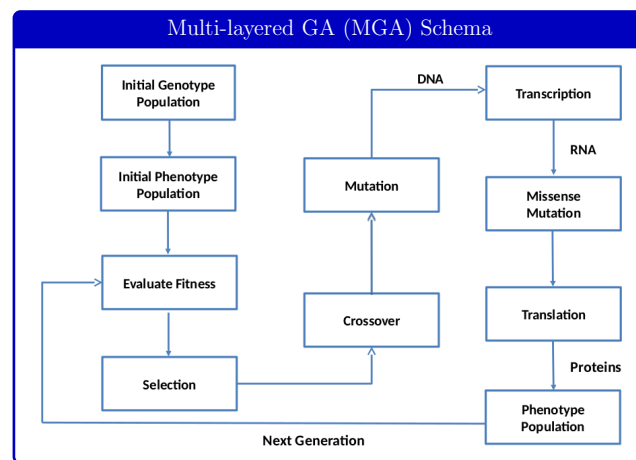 Multi-layered GA (MGA) Schema
Initial Genotype
Population
Initial Phenotype
Population
Evaluate Fitness
Selection
Crossover
Mutation
DNA
Transcription
RNA
Missense
Mutation
Translation
Proteins
Phenotype
Population
Next Generation